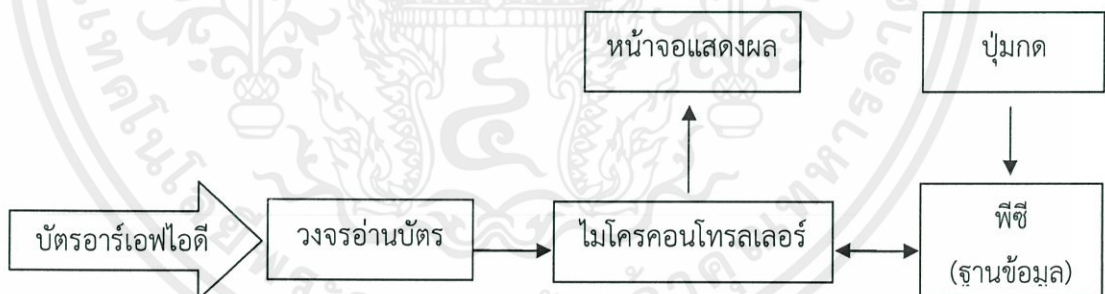 หน้าจอแสดงผล
ปุ่มกด
บัตรอาร์เอฟไอดี
วงจรอ่านบัตร
ไมโครคอนโทรลเลอร์
พีซี
(ฐานข้อมูล)